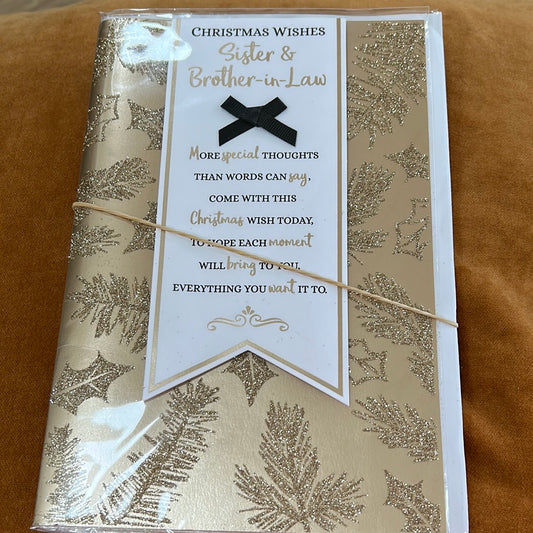 CHRISTMAS WISHES
Sister &
Brother-in-Law
MORE special THOUGHTS
THAN WORDS CAN say,
COME WITH THIS
Christmas WISH TODAY,
TO HOPE EACH moment
WILL bring TO YOU,
EVERYTHING YOU want IT TO.